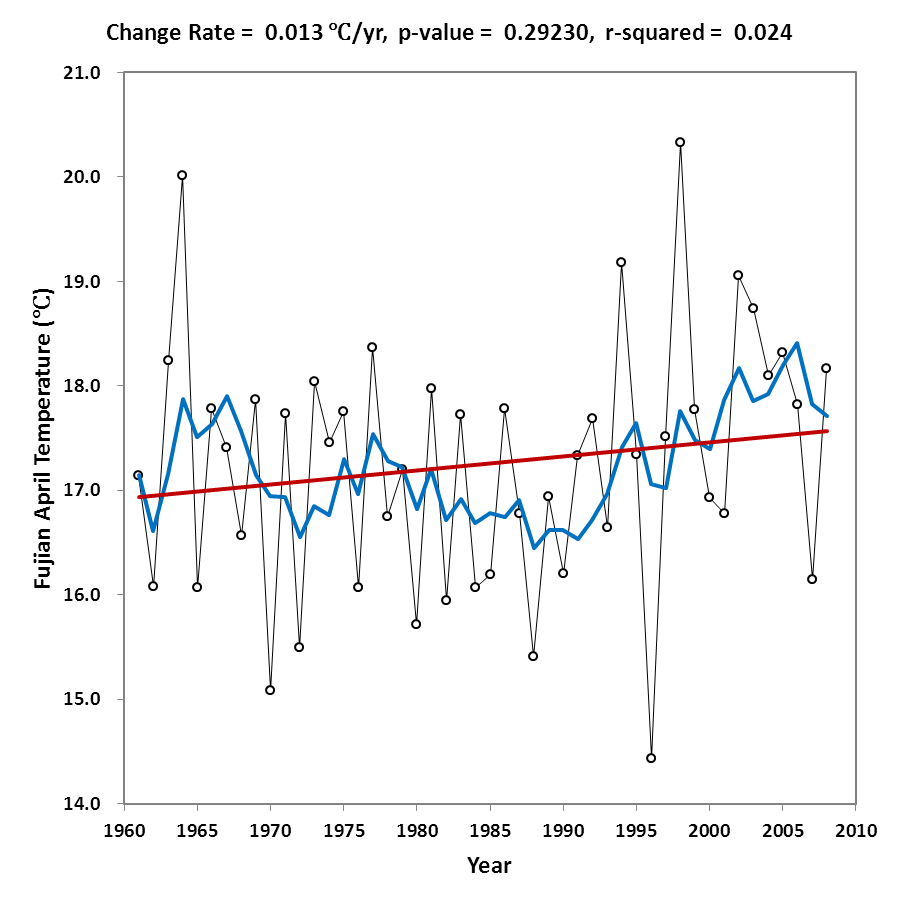 Change Rate = 0.013 ℃/yr, p-value = 0.29230, r-squared = 0.024
21.0
20.0
19.0
18.0
17.0
16.0
15.0
14.0
Fujian April Temperature (℃)
1960 1965 1970 1975 1980 1985 1990 1995 2000 2005 2010
Year